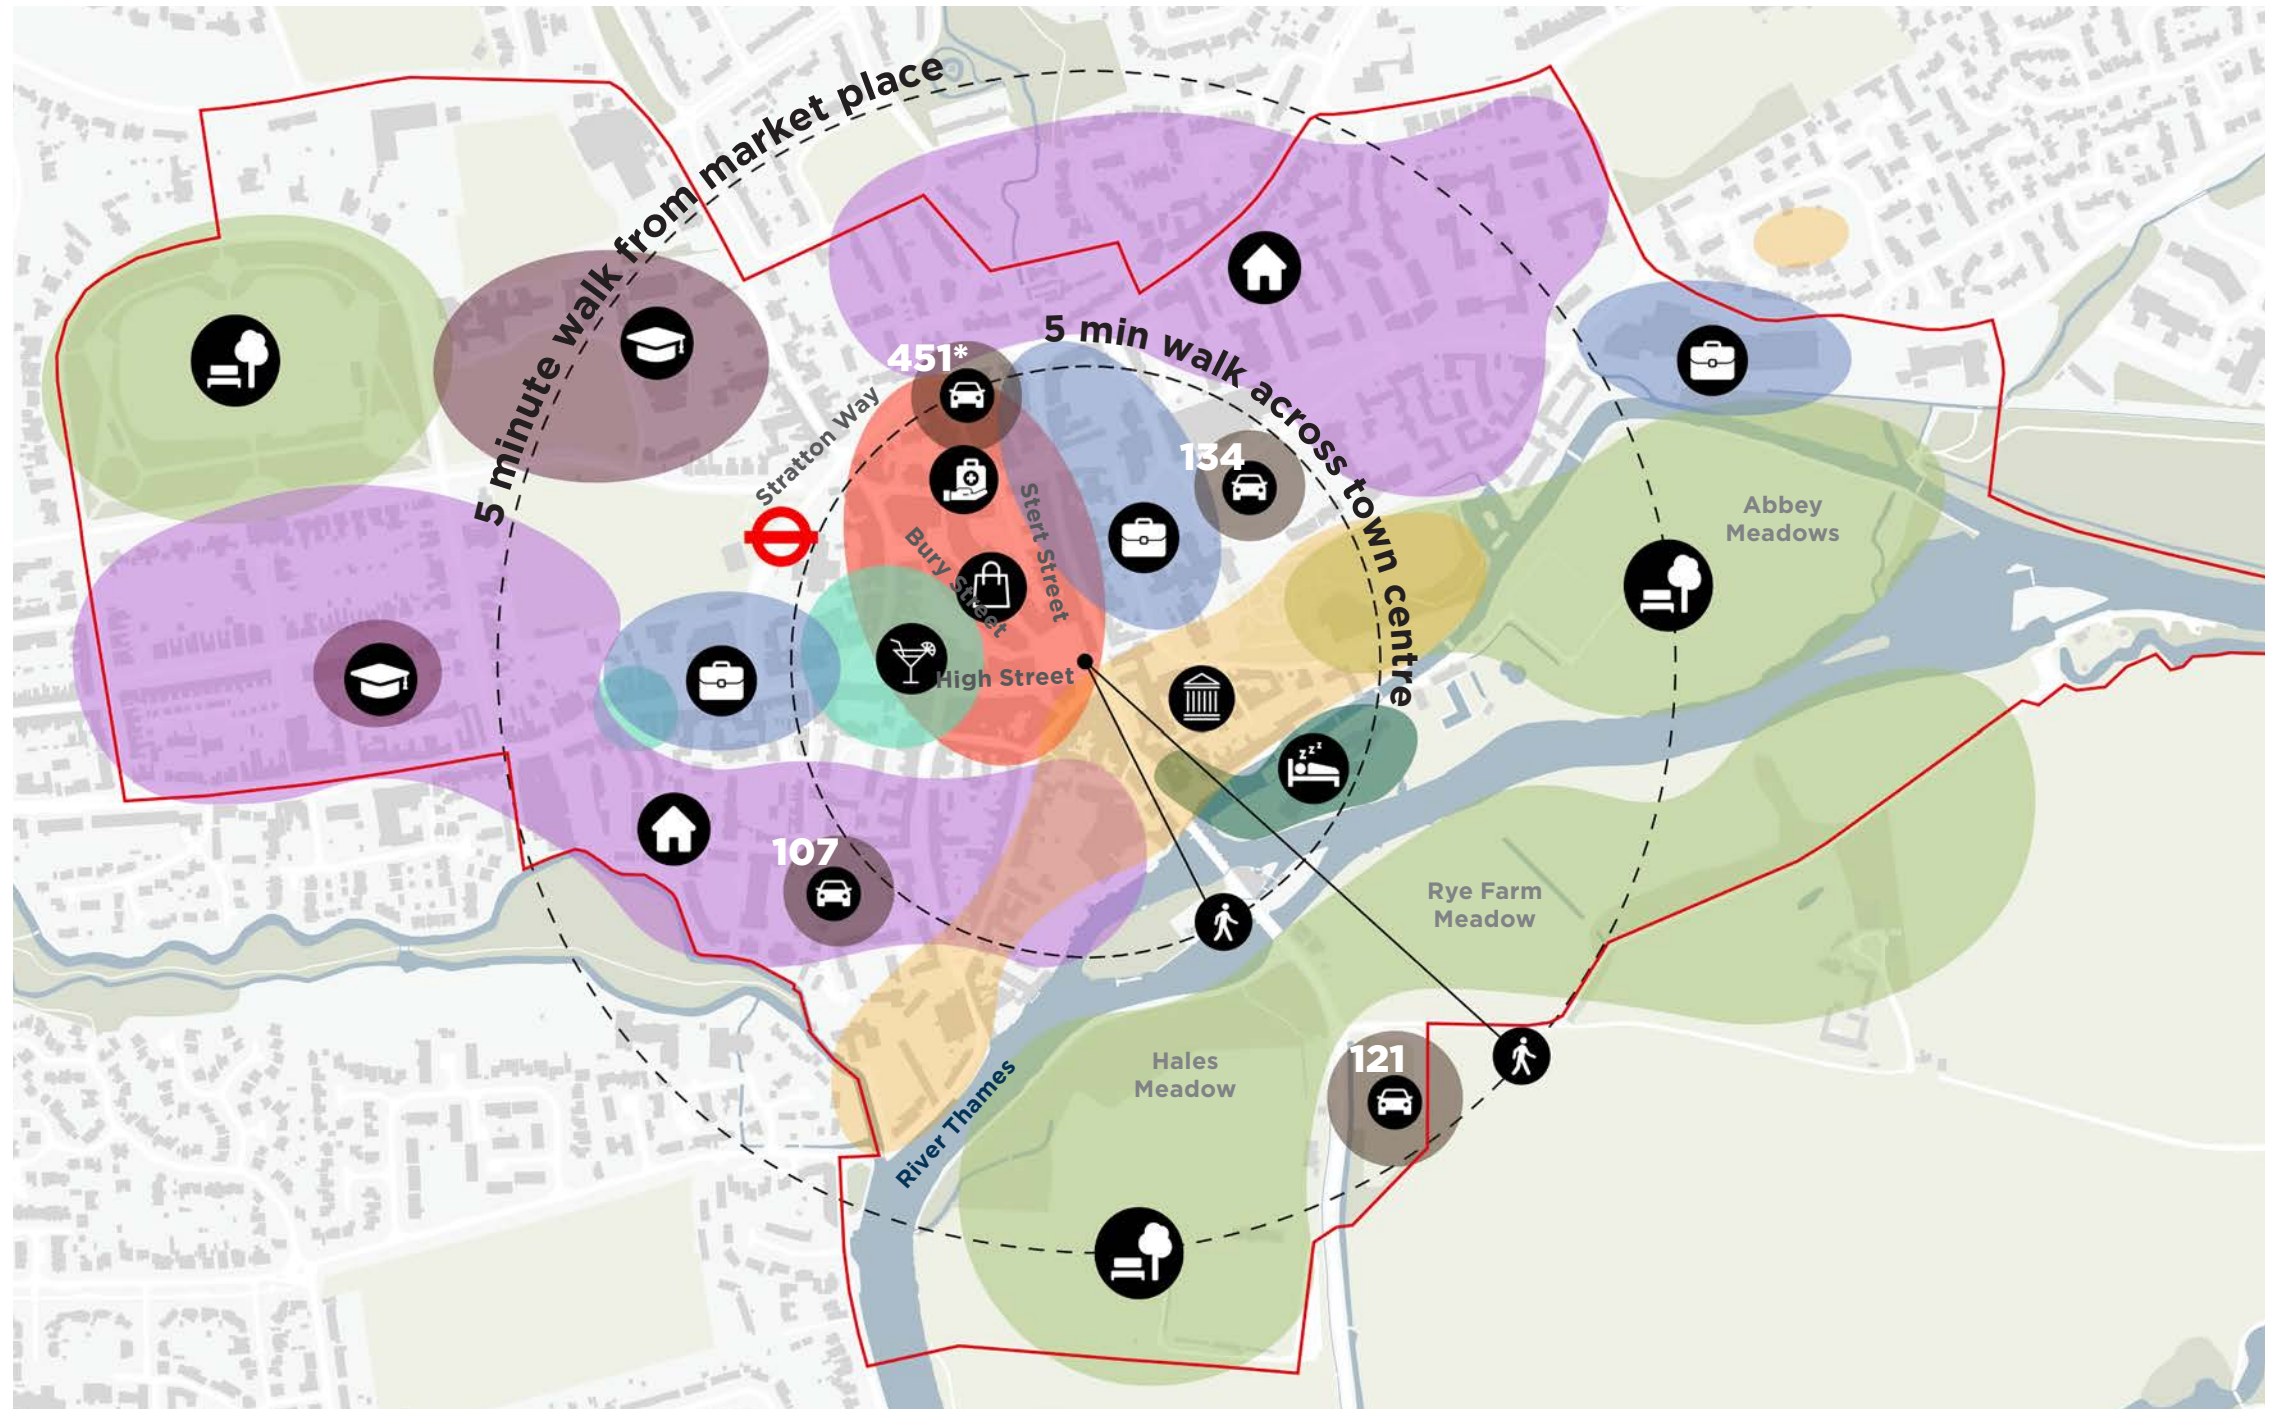 5 minute walk from market place
5 min walk across town centre
451*
Stratton Way
134
Stert Street
Bury Street
Abbey
Meadows
High Street
107
Rye Farm
Meadow
zzz
121
Hales
Meadow
River Thames